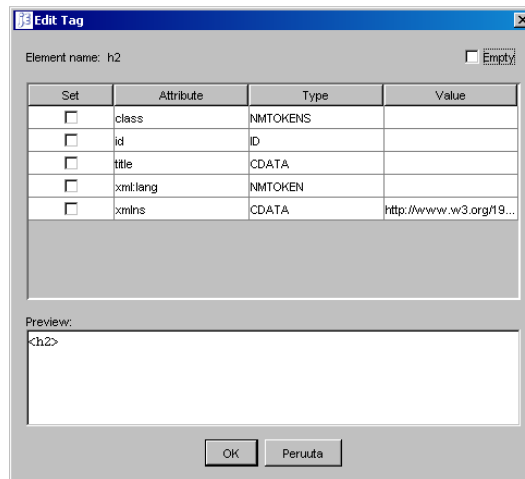 Edit Tag
Element name: h2 Empty
Set Attribute Type Value
class NMTOKENS
id ID
title CDATA
xml:lang NMTOKEN
xmlns CDATA http://www.w3.org/19...
Preview:
<h2>
OK Peruuta